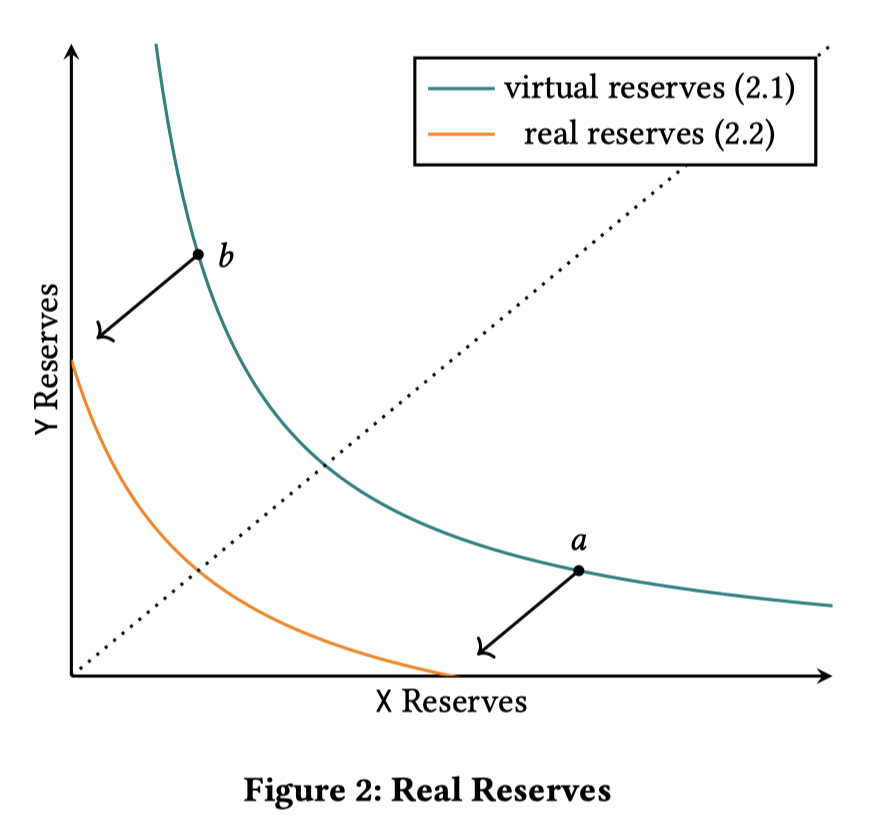 virtual reserves (2.1)
real reserves (2.2)
b
Y Reserves
a
X Reserves
Figure 2: Real Reserves